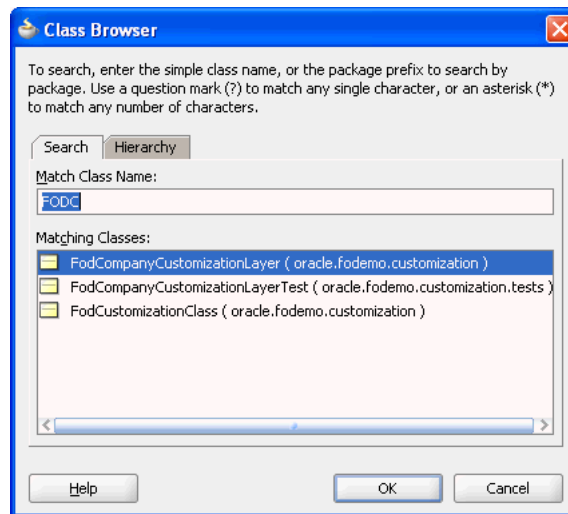 Class Browser
To search, enter the simple class name, or the package prefix to search by
package. Use a question mark (?) to match any single character, or an asterisk (*)
to match any number of characters.
Search Hierarchy
Match Class Name:
FODC
Matching Classes:
FodCompanyCustomizationLayer ( oracle.fodemo.customization )
FodCompanyCustomizationLayerTest ( oracle.fodemo.customization.tests )
FodCustomizationClass ( oracle.fodemo.customization )
Help OK Cancel